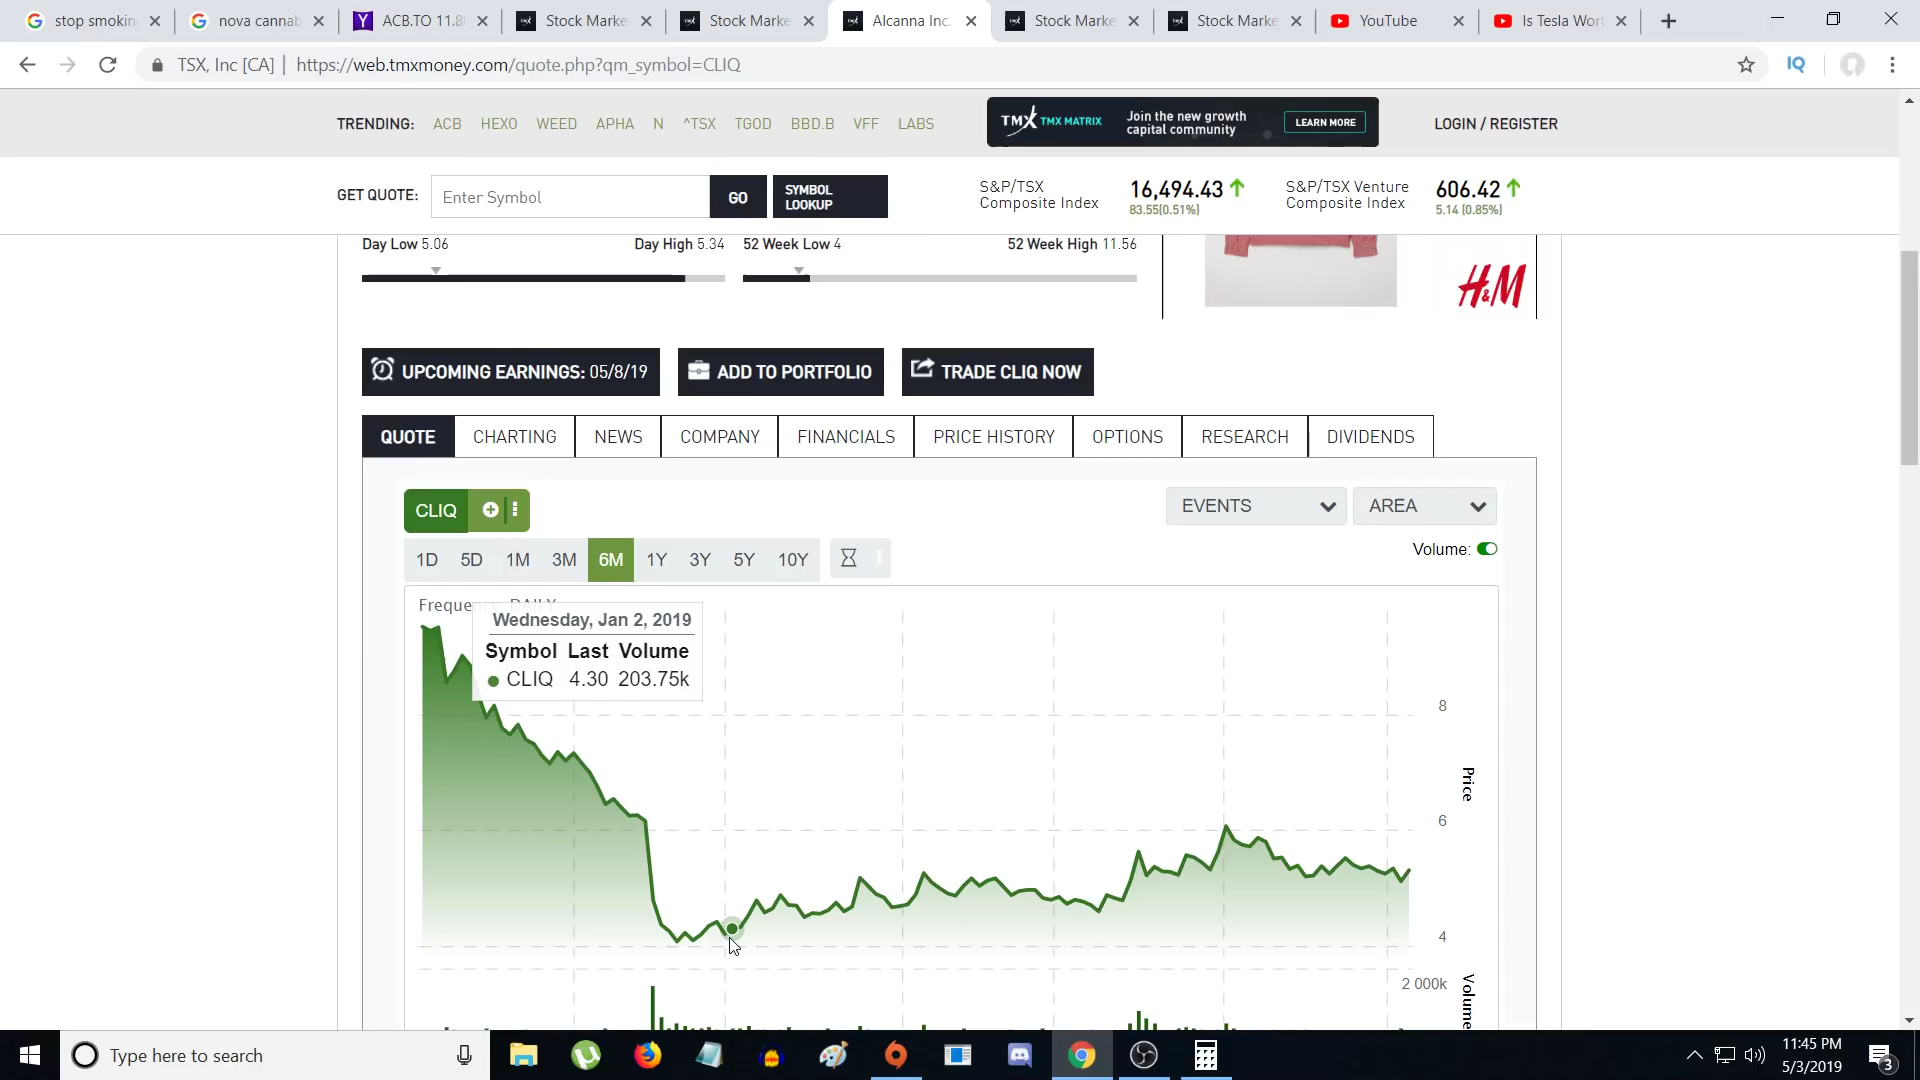 stop smokin
nova cannab
ACB.TO 11.8
Stock Marke
Stock Marke
Alcanna Inc.
Stock Marke
Stock Marke
YouTube
Is Tesla Wort
TSX, Inc [CA] | https://web.tmxmoney.com/quote.php?qm_symbol=CLIQ
IQ
TRENDING: ACB HEXO WEED APHA N ^TSX TGOD BBD.B VFF LABS
TMX TMX MATRIX
Join the new growth
capital community
LEARN MORE
LOGIN / REGISTER
GET QUOTE:
Enter Symbol
GO
SYMBOL
LOOKUP
S&P/TSX
Composite Index
16,494.43
83.55(0.51%)
S&P/TSX Venture
Composite Index
606.42
5.14 (0.85%)
Day Low 5.06
Day High 5.34
52 Week Low 4
52 Week High 11.56
H&M
UPCOMING EARNINGS: 05/8/19
ADD TO PORTFOLIO
TRADE CLIQ NOW
QUOTE
CHARTING
NEWS
COMPANY
FINANCIALS
PRICE HISTORY
OPTIONS
RESEARCH
DIVIDENDS
CLIQ
EVENTS
AREA
1D 5D 1M 3M 6M 1Y 3Y 5Y 10Y
Volume:
Frequency DAILY
Wednesday, Jan 2, 2019
Symbol Last Volume
CLIQ 4.30 203.75k
8
Price
6
4
2 000k
Volume
Type here to search
11:45 PM
5/3/2019
3